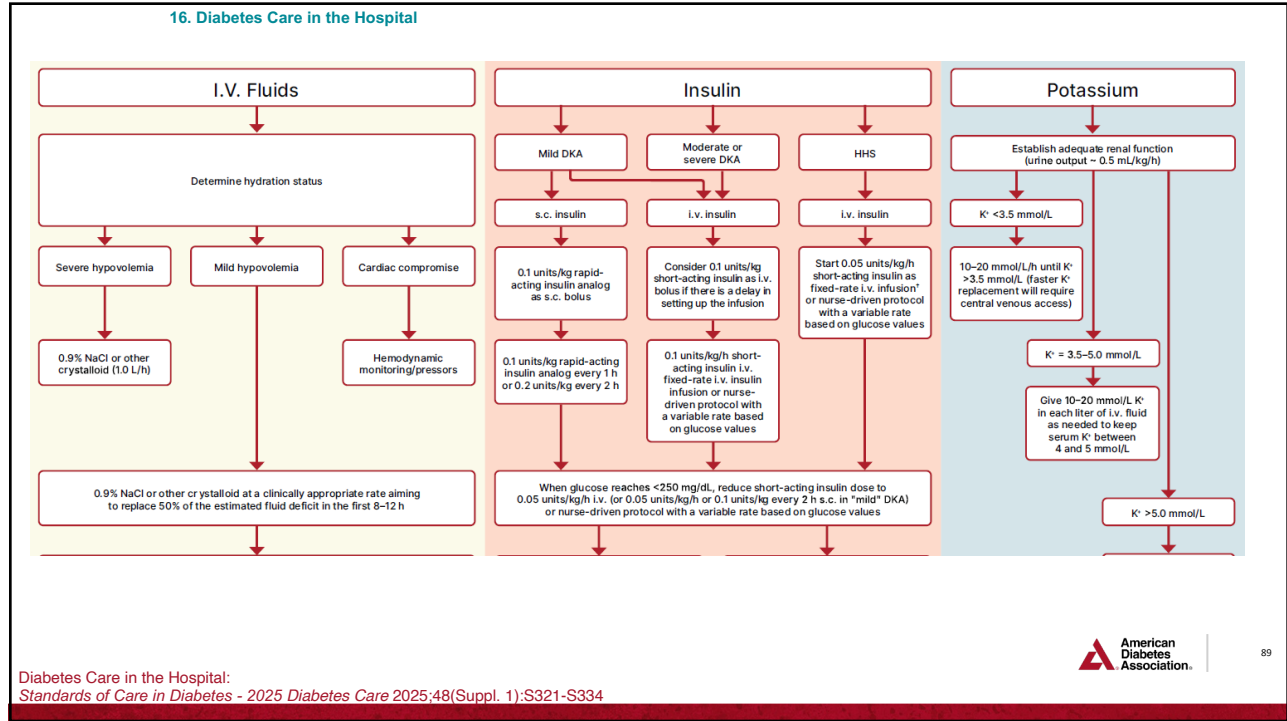 16. Diabetes Care in the Hospital
I.V. Fluids
Determine hydration status
Severe hypovolemia
Mild hypovolemia
Cardiac compromise
0.9% NaCl or other
crystalloid (1.0 L/h)
Hemodynamic
monitoring/pressors
0.9% NaCl or other crystalloid at a clinically appropriate rate aiming
to replace 50% of the estimated fluid deficit in the first 8–12 h
Insulin
Mild DKA
Moderate or
severe DKA
HHS
s.c. insulin
i.v. insulin
i.v. insulin
0.1 units/kg rapid-
acting insulin analog
as s.c. bolus
Consider 0.1 units/kg
short-acting insulin as i.v.
bolus if there is a delay in
setting up the infusion
Start 0.05 units/kg/h
short-acting insulin as
fixed-rate i.v. infusion†
or nurse-driven protocol
with a variable rate
based on glucose values
0.1 units/kg rapid-acting
insulin analog every 1 h
or 0.2 units/kg every 2 h
0.1 units/kg/h short-
acting insulin i.v.
fixed-rate i.v. insulin
infusion or nurse-
driven protocol with
a variable rate based
on glucose values
When glucose reaches <250 mg/dL, reduce short-acting insulin dose to
0.05 units/kg/h i.v. (or 0.05 units/kg/h or 0.1 units/kg every 2 h s.c. in "mild" DKA)
or nurse-driven protocol with a variable rate based on glucose values
Potassium
Establish adequate renal function
(urine output ~ 0.5 mL/kg/h)
K⁺ <3.5 mmol/L
10–20 mmol/L/h until K⁺
>3.5 mmol/L (faster K⁺
replacement will require
central venous access)
K⁺ = 3.5–5.0 mmol/L
Give 10–20 mmol/L K⁺
in each liter of i.v. fluid
as needed to keep
serum K⁺ between
4 and 5 mmol/L
K⁺ >5.0 mmol/L
American
Diabetes
Association®
89
Diabetes Care in the Hospital:
Standards of Care in Diabetes - 2025 Diabetes Care 2025;48(Suppl. 1):S321-S334